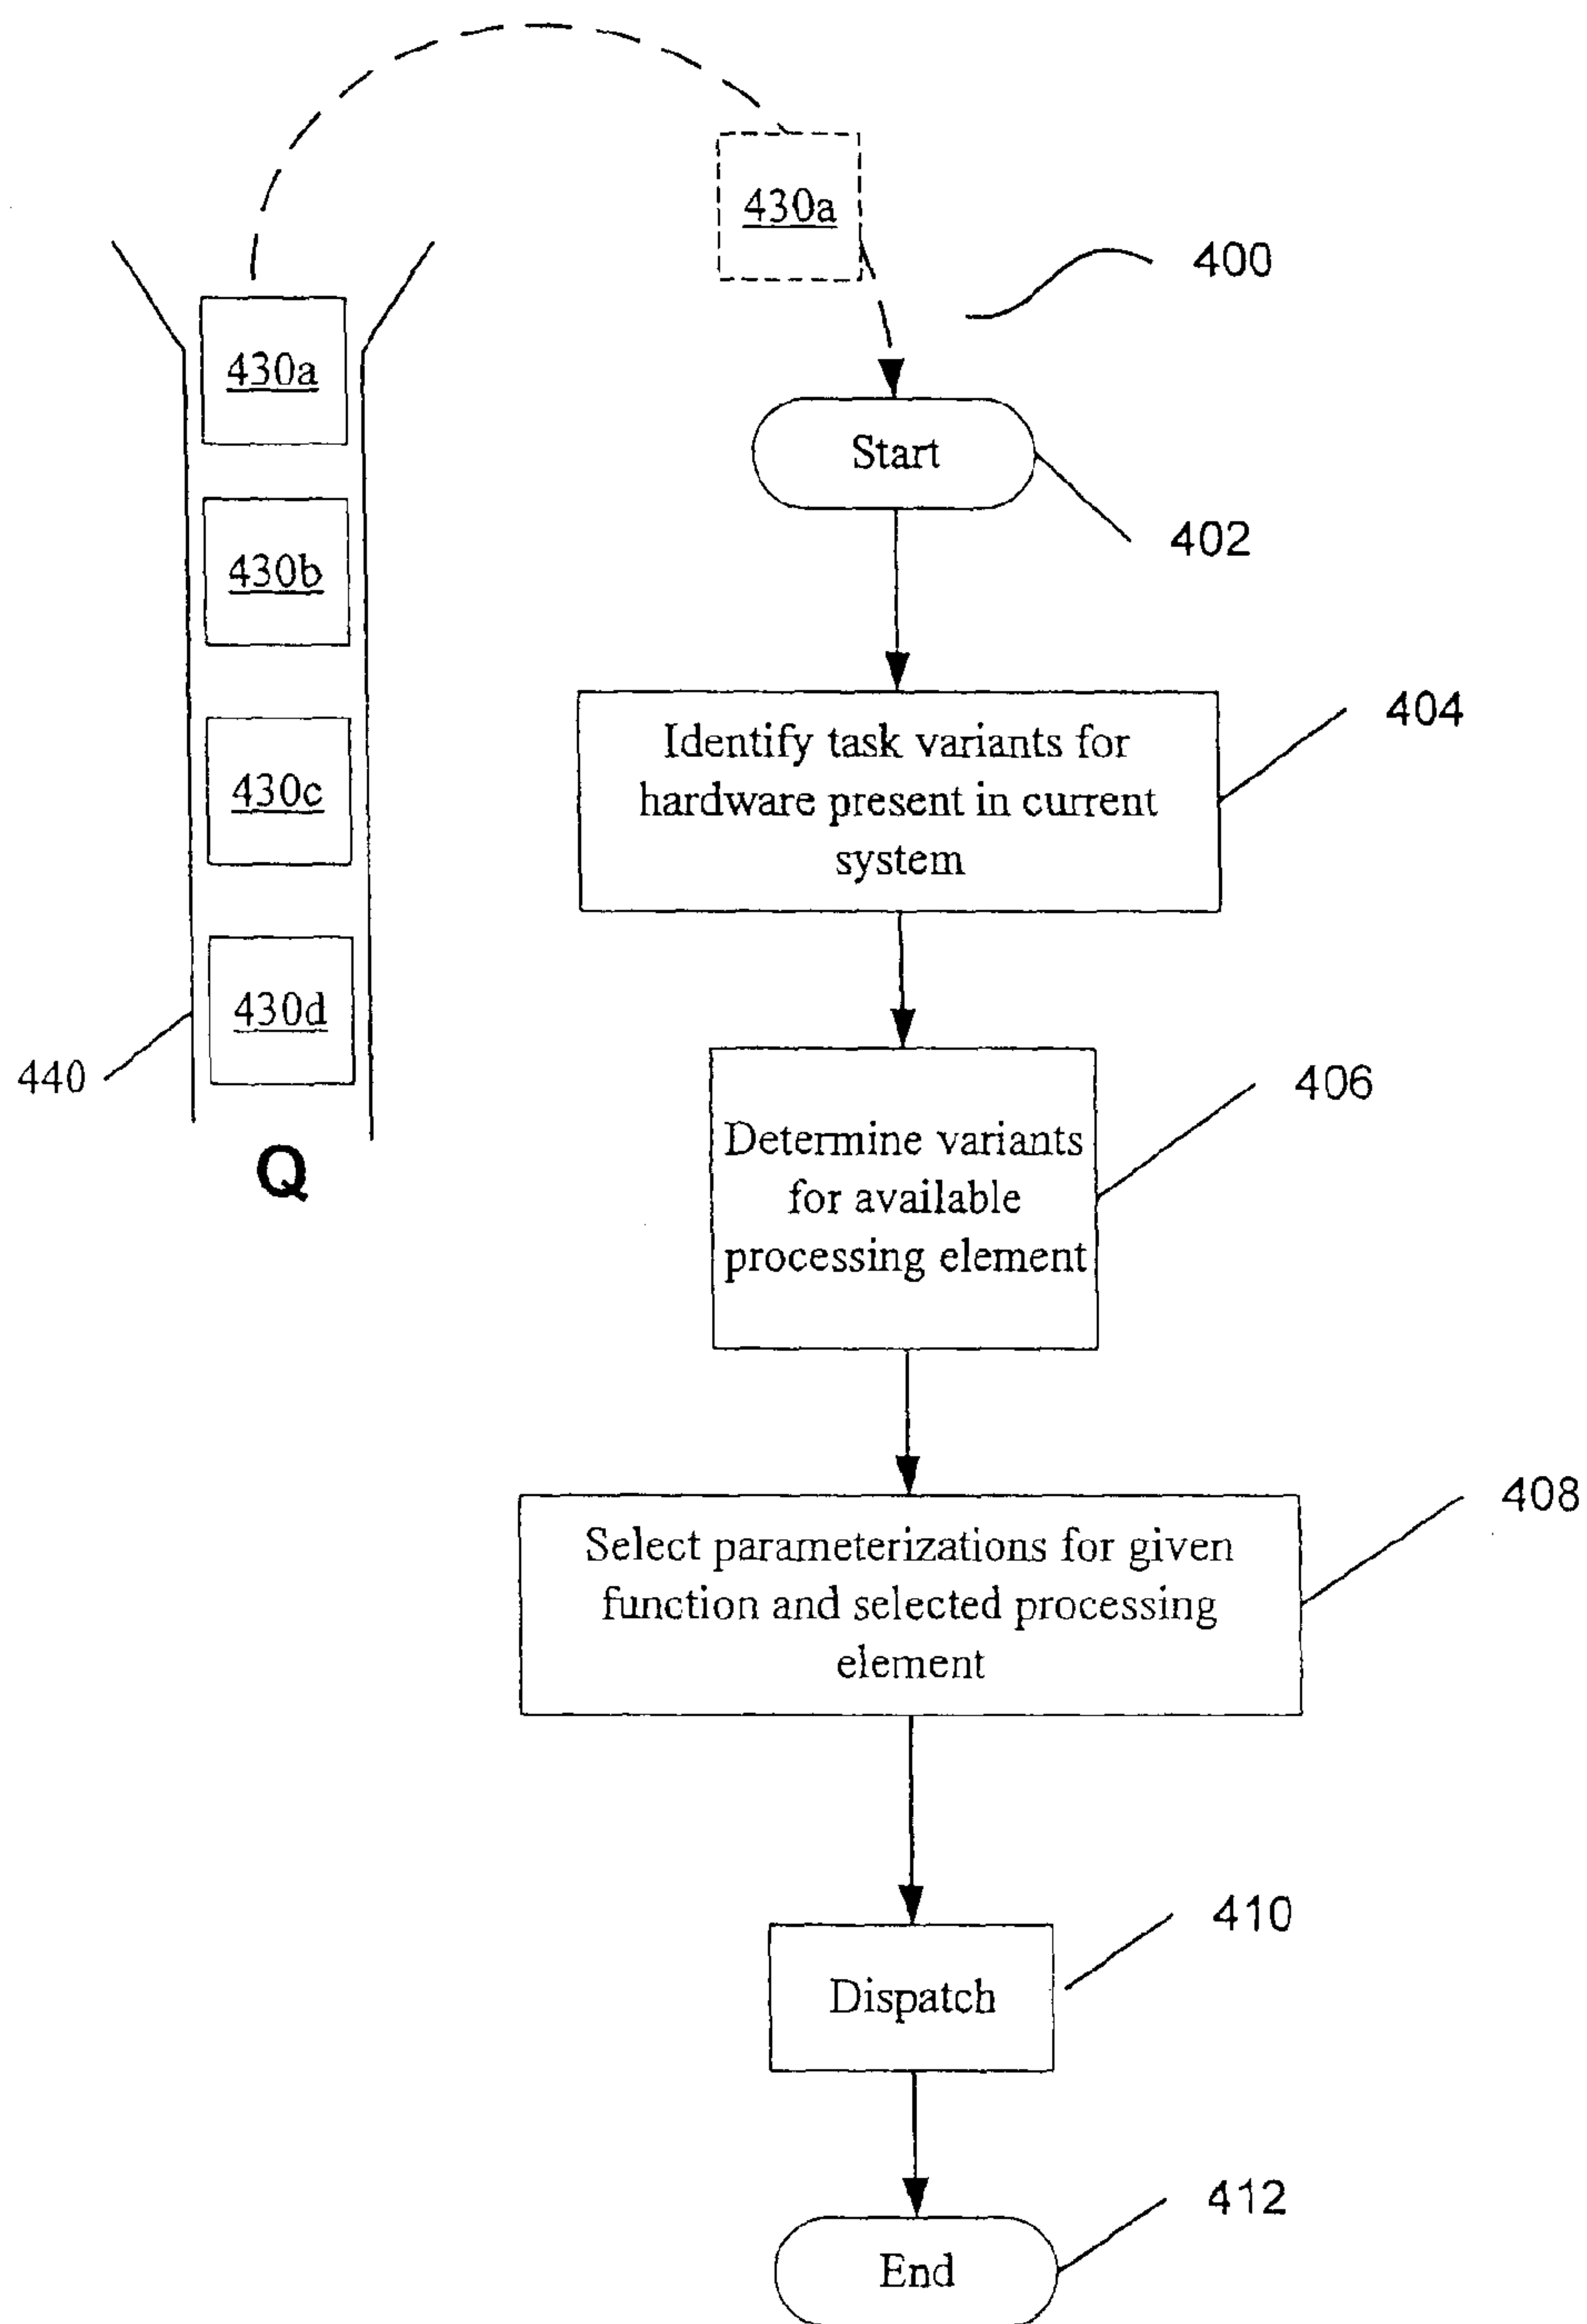 430a
400
430a
Start
402
430b
404
Identify task variants for
hardware present in current
system
430c
430d
440
Q
406
Determine variants
for available
processing element
408
Select parameterizations for given
function and selected processing
element
410
Dispatch
412
End